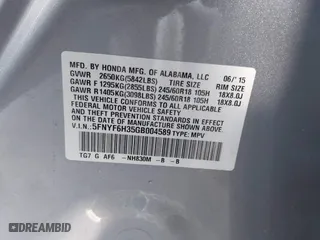 MFD. BY HONDA MFG. OF ALABAMA, LLC 06/'15
GVWR 2650KG(5842LBS) TIRE SIZE RIM SIZE
GAWR F 1295KG(2855LBS) 245/60R18 105H 18X8.0J
GAWR R 1405KG(3098LBS) 245/60R18 105H 18X8.0J
THIS VEHICLE CONFORMS TO ALL APPLICABLE
FEDERAL MOTOR VEHICLE SAFETY AND THEFT
PREVENTION STANDARDS IN EFFECT ON THE DATE
OF MANUFACTURE SHOWN ABOVE.
V.I.N.: 5FNYF6H35GB004589 TYPE: MPV
TG7 G AF6 -NH830M -B -B
DEALERS AUCTION HISTORY